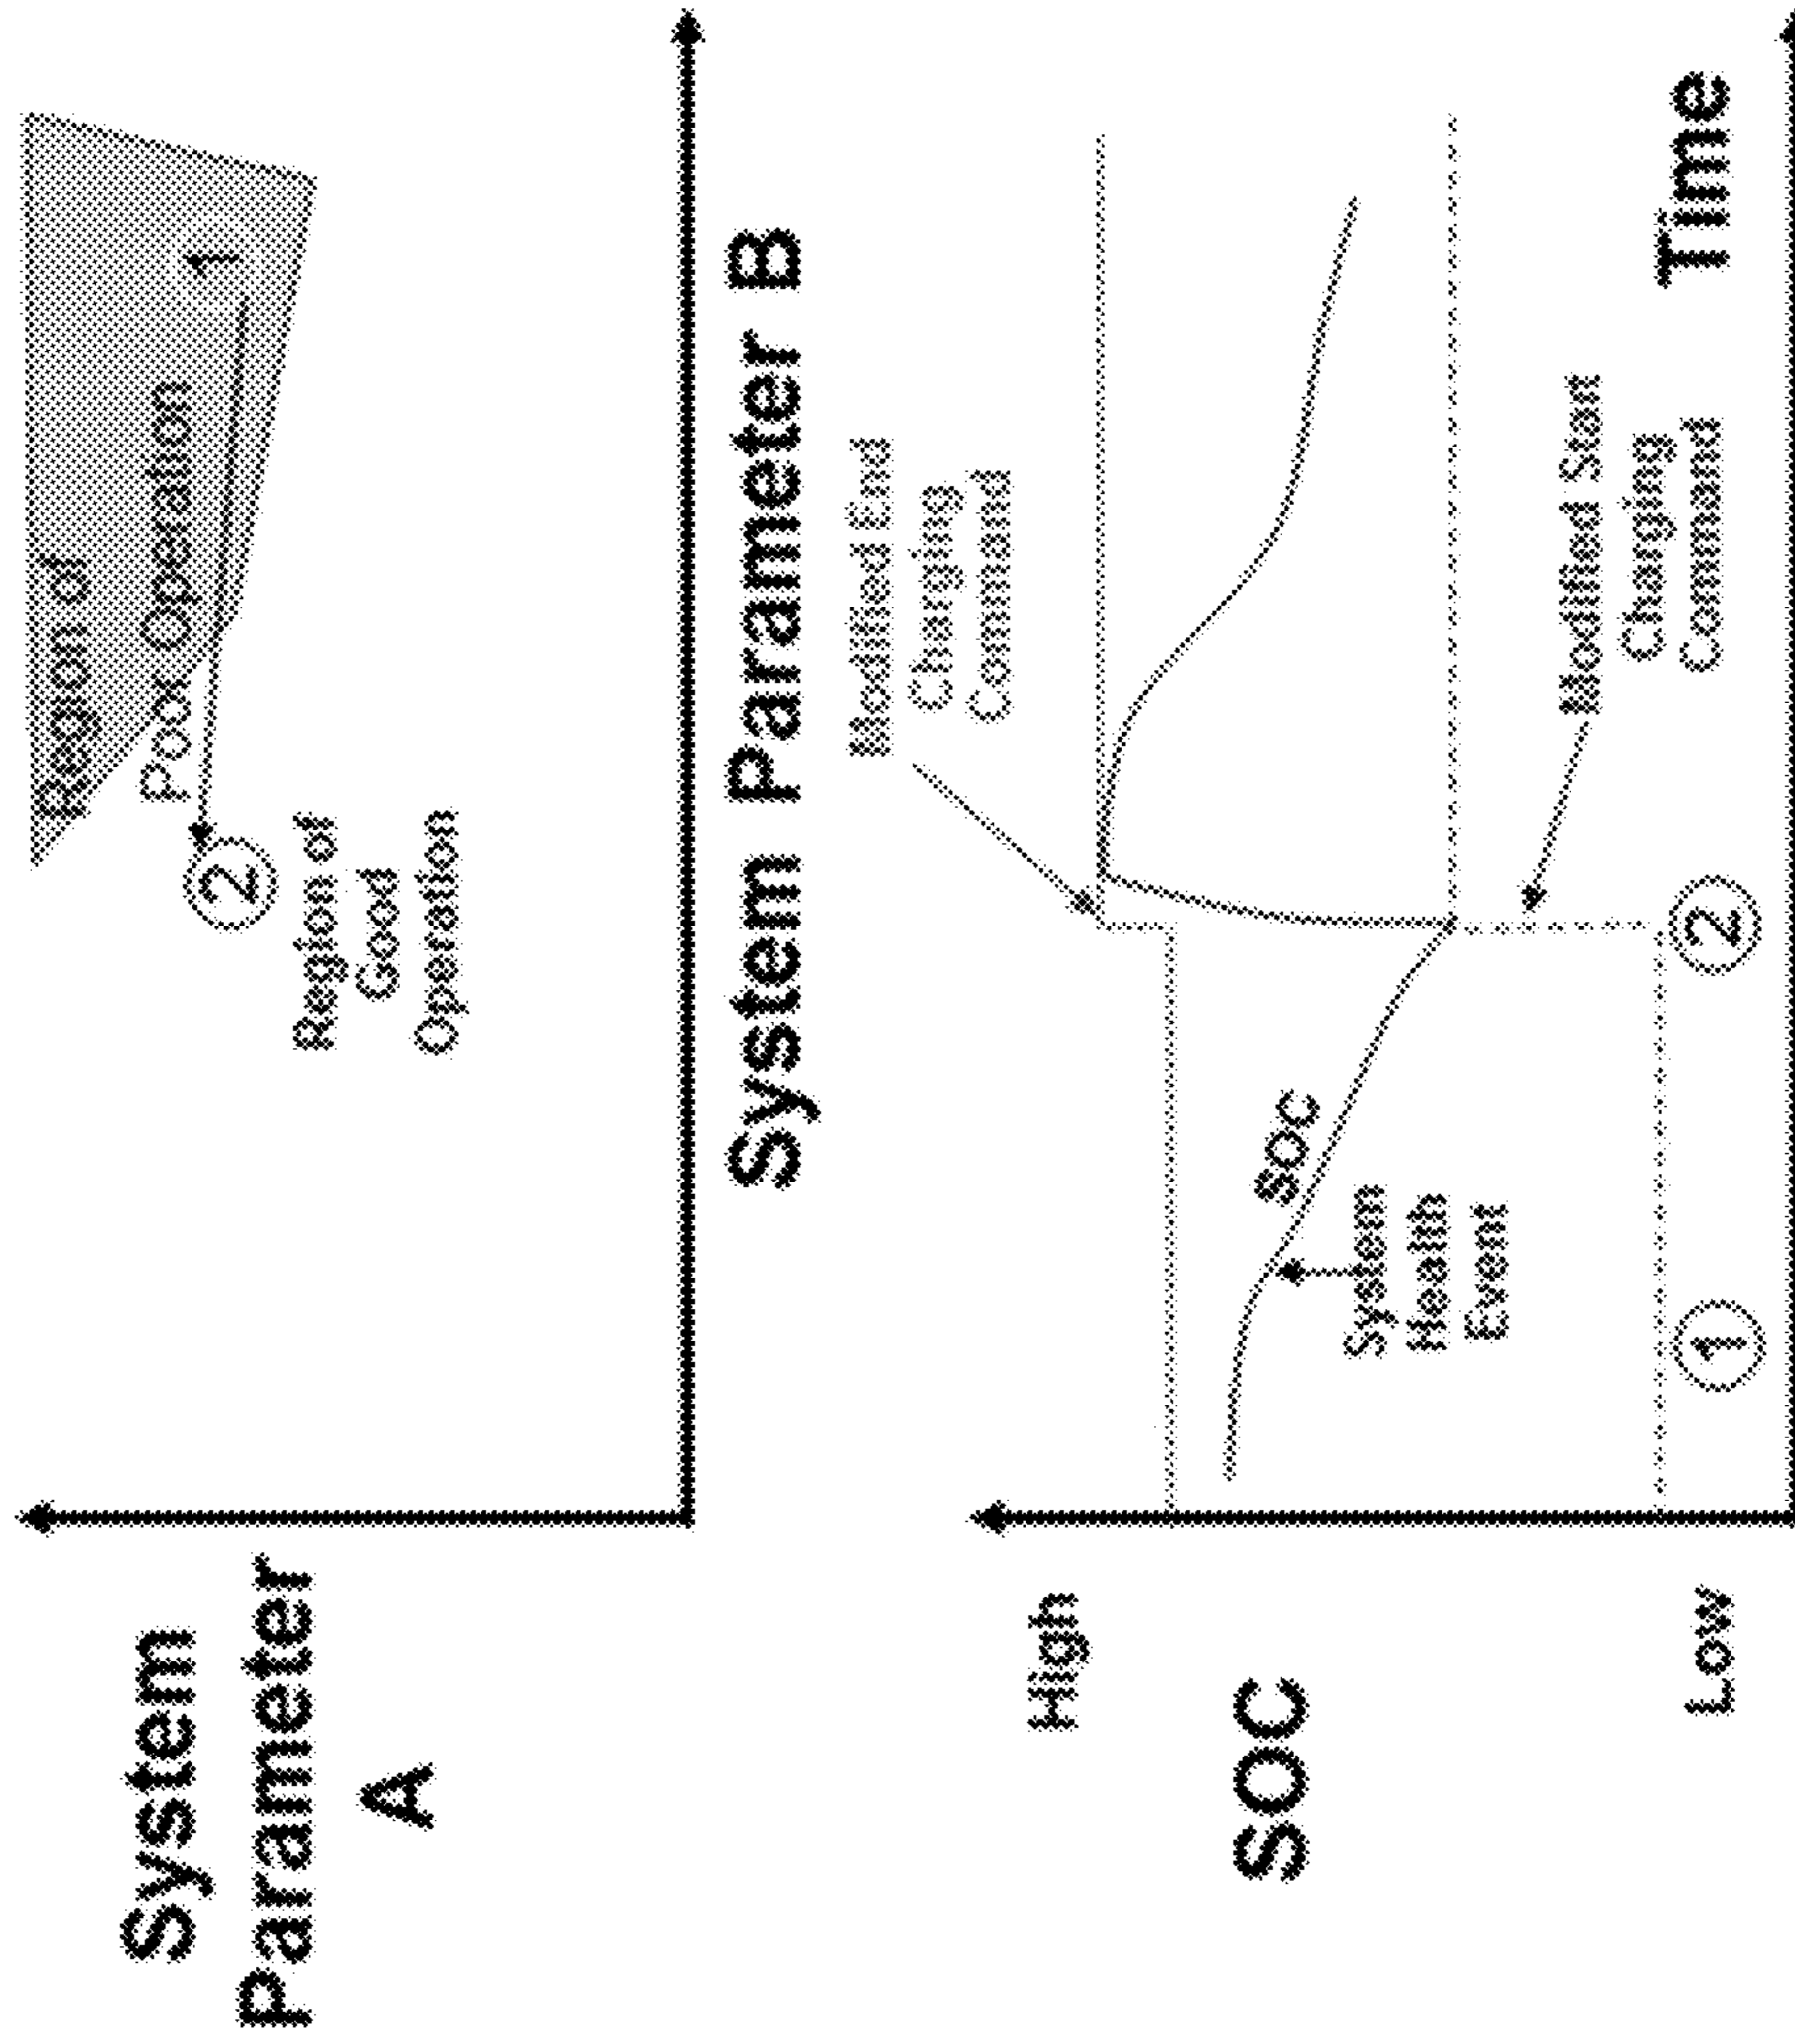 System
Parameter
A
Region of
Poor Operation
1
②
Region of
Good
Operation
System Parameter B
High
SOC
Low
Modified End
Charging
Command
SOC
System
Health
Event
①
②
Modified Start
Charging
Command
Time